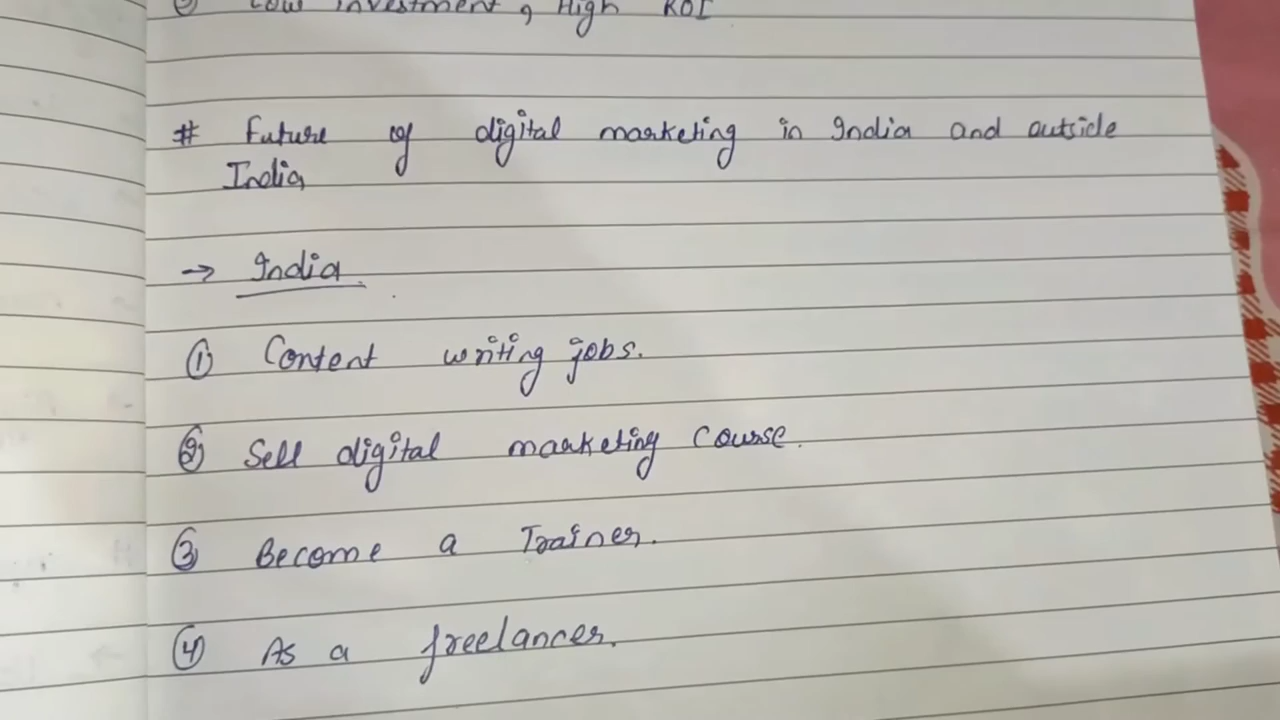 ③ Low investment, High ROI
# Future of digital marketing in India and outside
India
→ India
① Content writing jobs.
② Sell digital marketing course.
③ Become a Trainer.
④ As a freelancer.